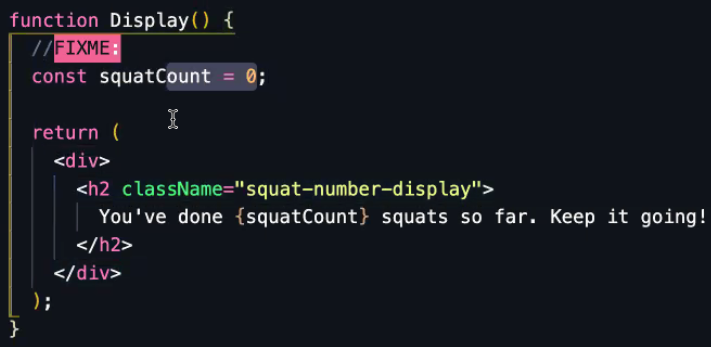 function Display() {
//FIXME:
const squatCount = 0;
return (
<div>
<h2 className="squat-number-display">
You've done {squatCount} squats so far. Keep it going!
</h2>
</div>
);
}